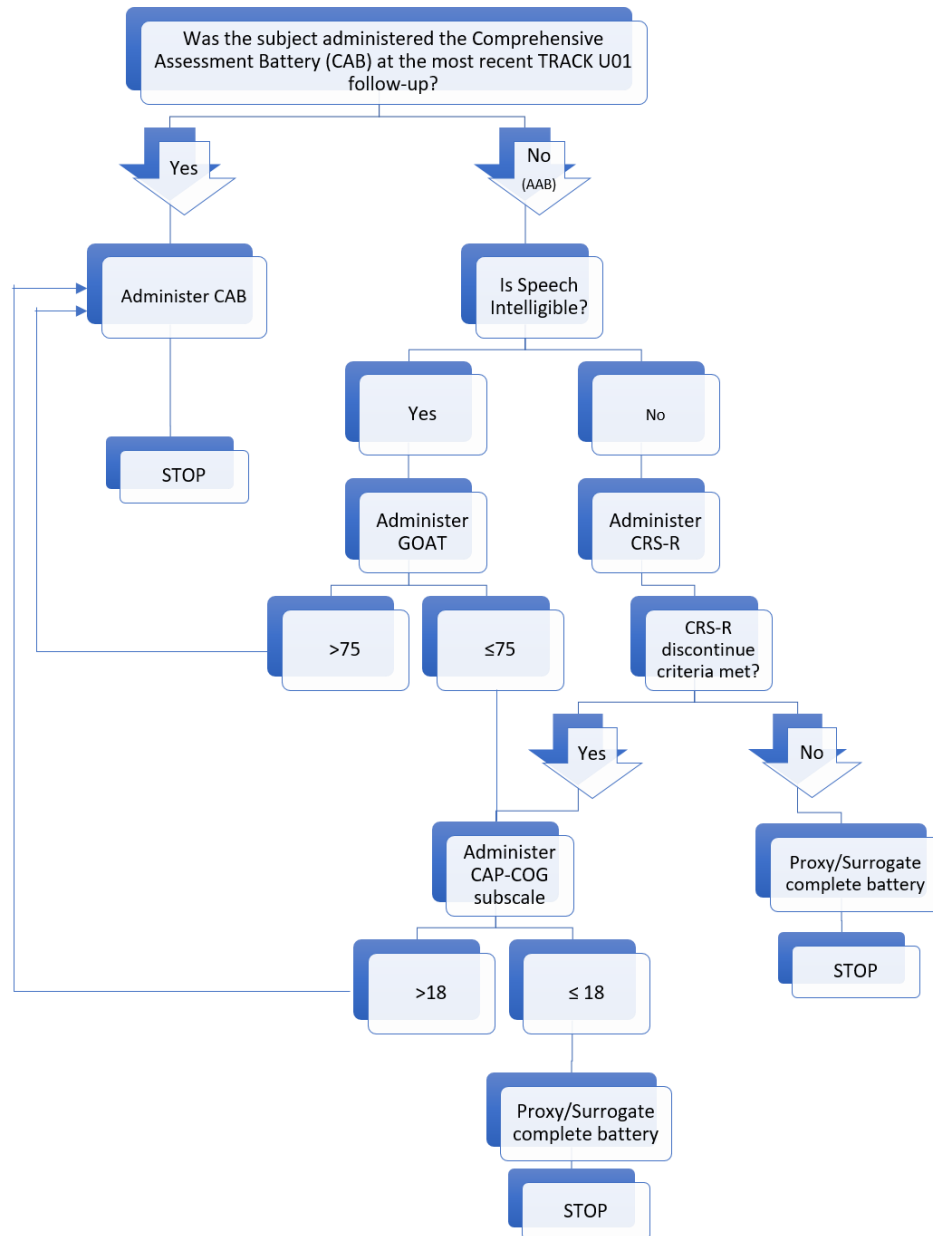 Was the subject administered the Comprehensive
Assessment Battery (CAB) at the most recent TRACK U01
follow-up?
Yes
No
(AAB)
Administer CAB
Is Speech
Intelligible?
Yes
No
STOP
Administer
GOAT
Administer
CRS-R
>75
≤75
CRS-R
discontinue
criteria met?
Yes
No
Administer
CAP-COG
subscale
Proxy/Surrogate
complete battery
STOP
>18
≤ 18
Proxy/Surrogate
complete battery
STOP